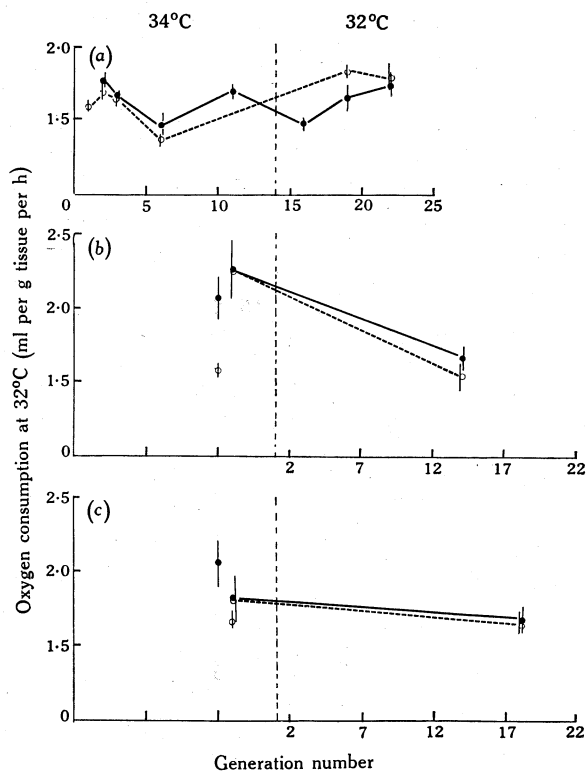 34°C 32°C
(a)
2·0
1·5
0 5 10 15 20 25
(b)
2·5
2·0
1·5
0
2 7 12 17 22
(c)
2·5
2·0
1·5
0
2 7 12 17 22
Oxygen consumption at 32°C (ml per g tissue per h)
Generation number